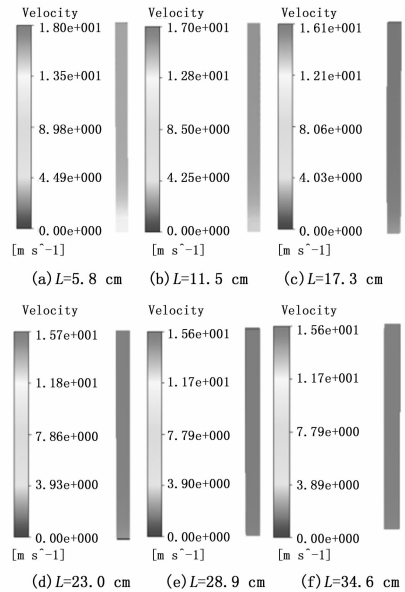 Velocity
1.80e+001
1.35e+001
8.98e+000
4.49e+000
0.00e+000
[m s^-1]
(a)L=5.8 cm
Velocity
1.70e+001
1.28e+001
8.50e+000
4.25e+000
0.00e+000
[m s^-1]
(b)L=11.5 cm
Velocity
1.61e+001
1.21e+001
8.06e+000
4.03e+000
0.00e+000
[m s^-1]
(c)L=17.3 cm
Velocity
1.57e+001
1.18e+001
7.86e+000
3.93e+000
0.00e+000
[m s^-1]
(d)L=23.0 cm
Velocity
1.56e+001
1.17e+001
7.79e+000
3.90e+000
0.00e+000
[m s^-1]
(e)L=28.9 cm
Velocity
1.56e+001
1.17e+001
7.79e+000
3.89e+000
0.00e+000
[m s^-1]
(f)L=34.6 cm